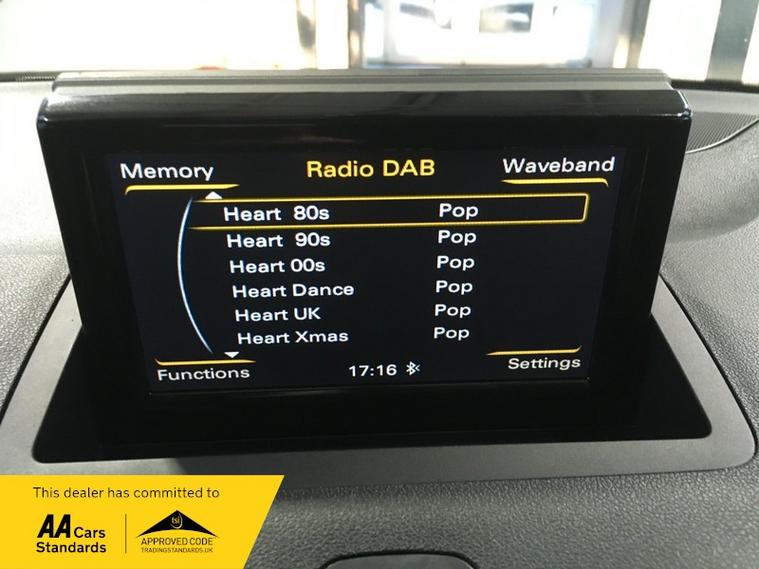 Memory Radio DAB Waveband
Heart 80s Pop
Heart 90s Pop
Heart 00s Pop
Heart Dance Pop
Heart UK Pop
Heart Xmas Pop
Functions 17:16 Settings
This dealer has committed to
AA Cars
Standards
tsi
APPROVED CODE
TRADINGSTANDARDS.UK